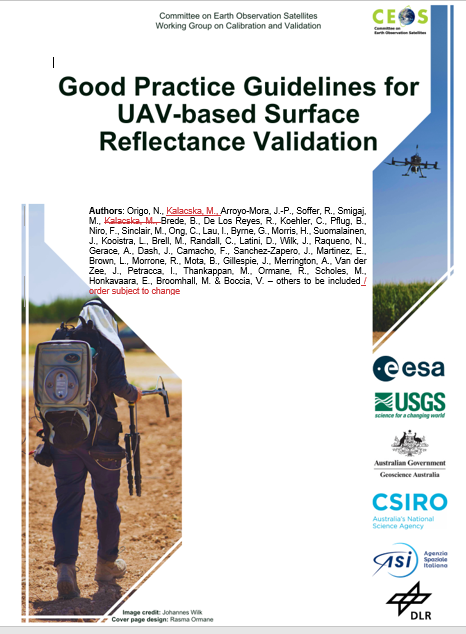 Committee on Earth Observation Satellites
Working Group on Calibration and Validation
CEOS
Committee on
Earth Observation Satellites
Good Practice Guidelines for
UAV-based Surface
Reflectance Validation
Authors: Origo, N., Kalacska, M., Arroyo-Mora, J.-P., Soffer, R., Smigaj,
M., Kalacska, M., Brede, B., De Los Reyes, R., Koehler, C., Pflug, B.,
Niro, F., Sinclair, M., Ong, C., Lau, I., Byrne, G., Morris, H., Suomalainen,
J., Kooistra, L., Brell, M., Randall, C., Latini, D., Wilk, J., Raqueno, N.,
Gerace, A., Dash, J., Camacho, F., Sanchez-Zapero, J., Martinez, E.,
Brown, L., Morrone, R., Mota, B., Gillespie, J., Merrington, A., Van der
Zee, J., Petracca, I., Thankappan, M., Ormane, R., Scholes, M.,
Honkavaara, E., Broomhall, M. & Boccia, V. – others to be included /
order subject to change
esa
USGS
science for a changing world
Australian Government
Geoscience Australia
CSIRO
Australia's National
Science Agency
asi
Agenzia
Spaziale
Italiana
DLR
Image credit: Johannes Wilk
Cover page design: Rasma Ormane